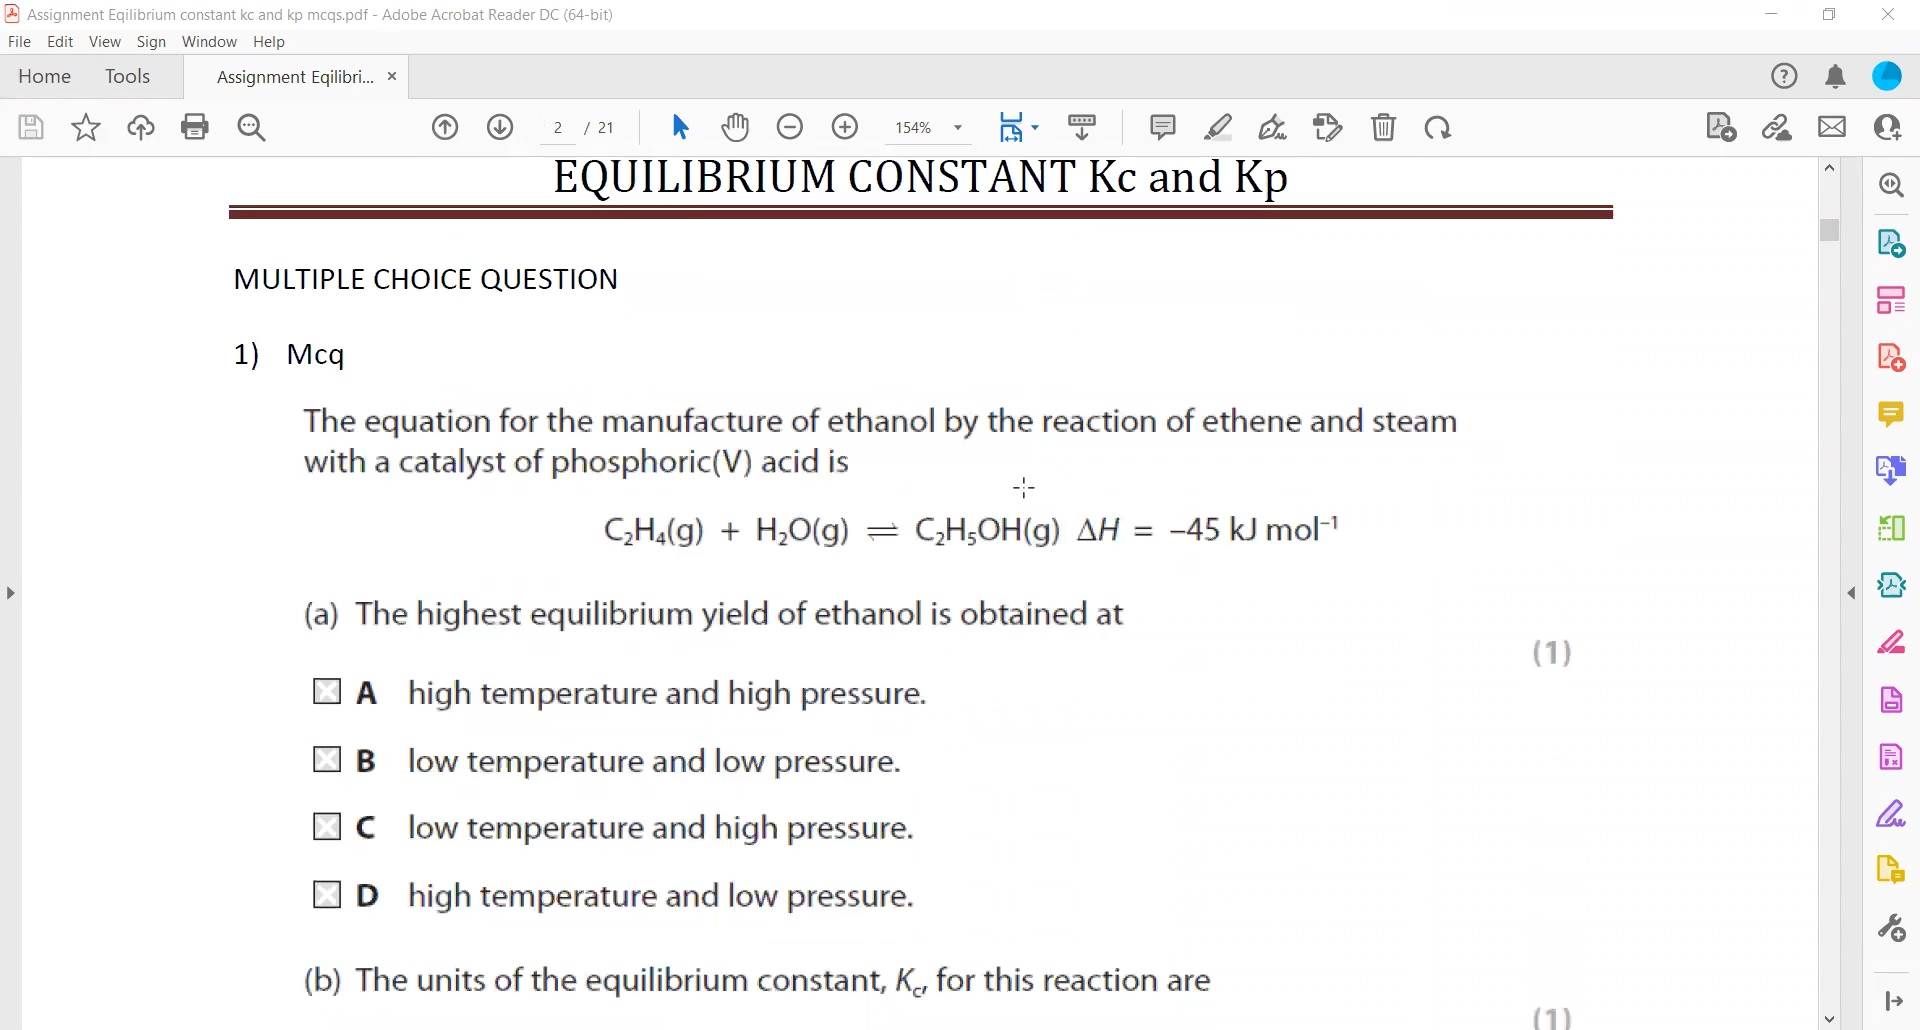 Assignment Eqilibrium constant kc and kp mcqs.pdf - Adobe Acrobat Reader DC (64-bit)
File Edit View Sign Window Help
Home Tools Assignment Eqilibri... ×
2 / 21 154%
EQUILIBRIUM CONSTANT Kc and Kp
MULTIPLE CHOICE QUESTION
1) Mcq
The equation for the manufacture of ethanol by the reaction of ethene and steam
with a catalyst of phosphoric(V) acid is
C₂H₄(g) + H₂O(g) ⇌ C₂H₅OH(g) ΔH = –45 kJ mol⁻¹
(a) The highest equilibrium yield of ethanol is obtained at
(1)
A high temperature and high pressure.
B low temperature and low pressure.
C low temperature and high pressure.
D high temperature and low pressure.
(b) The units of the equilibrium constant, Kc, for this reaction are
(1)